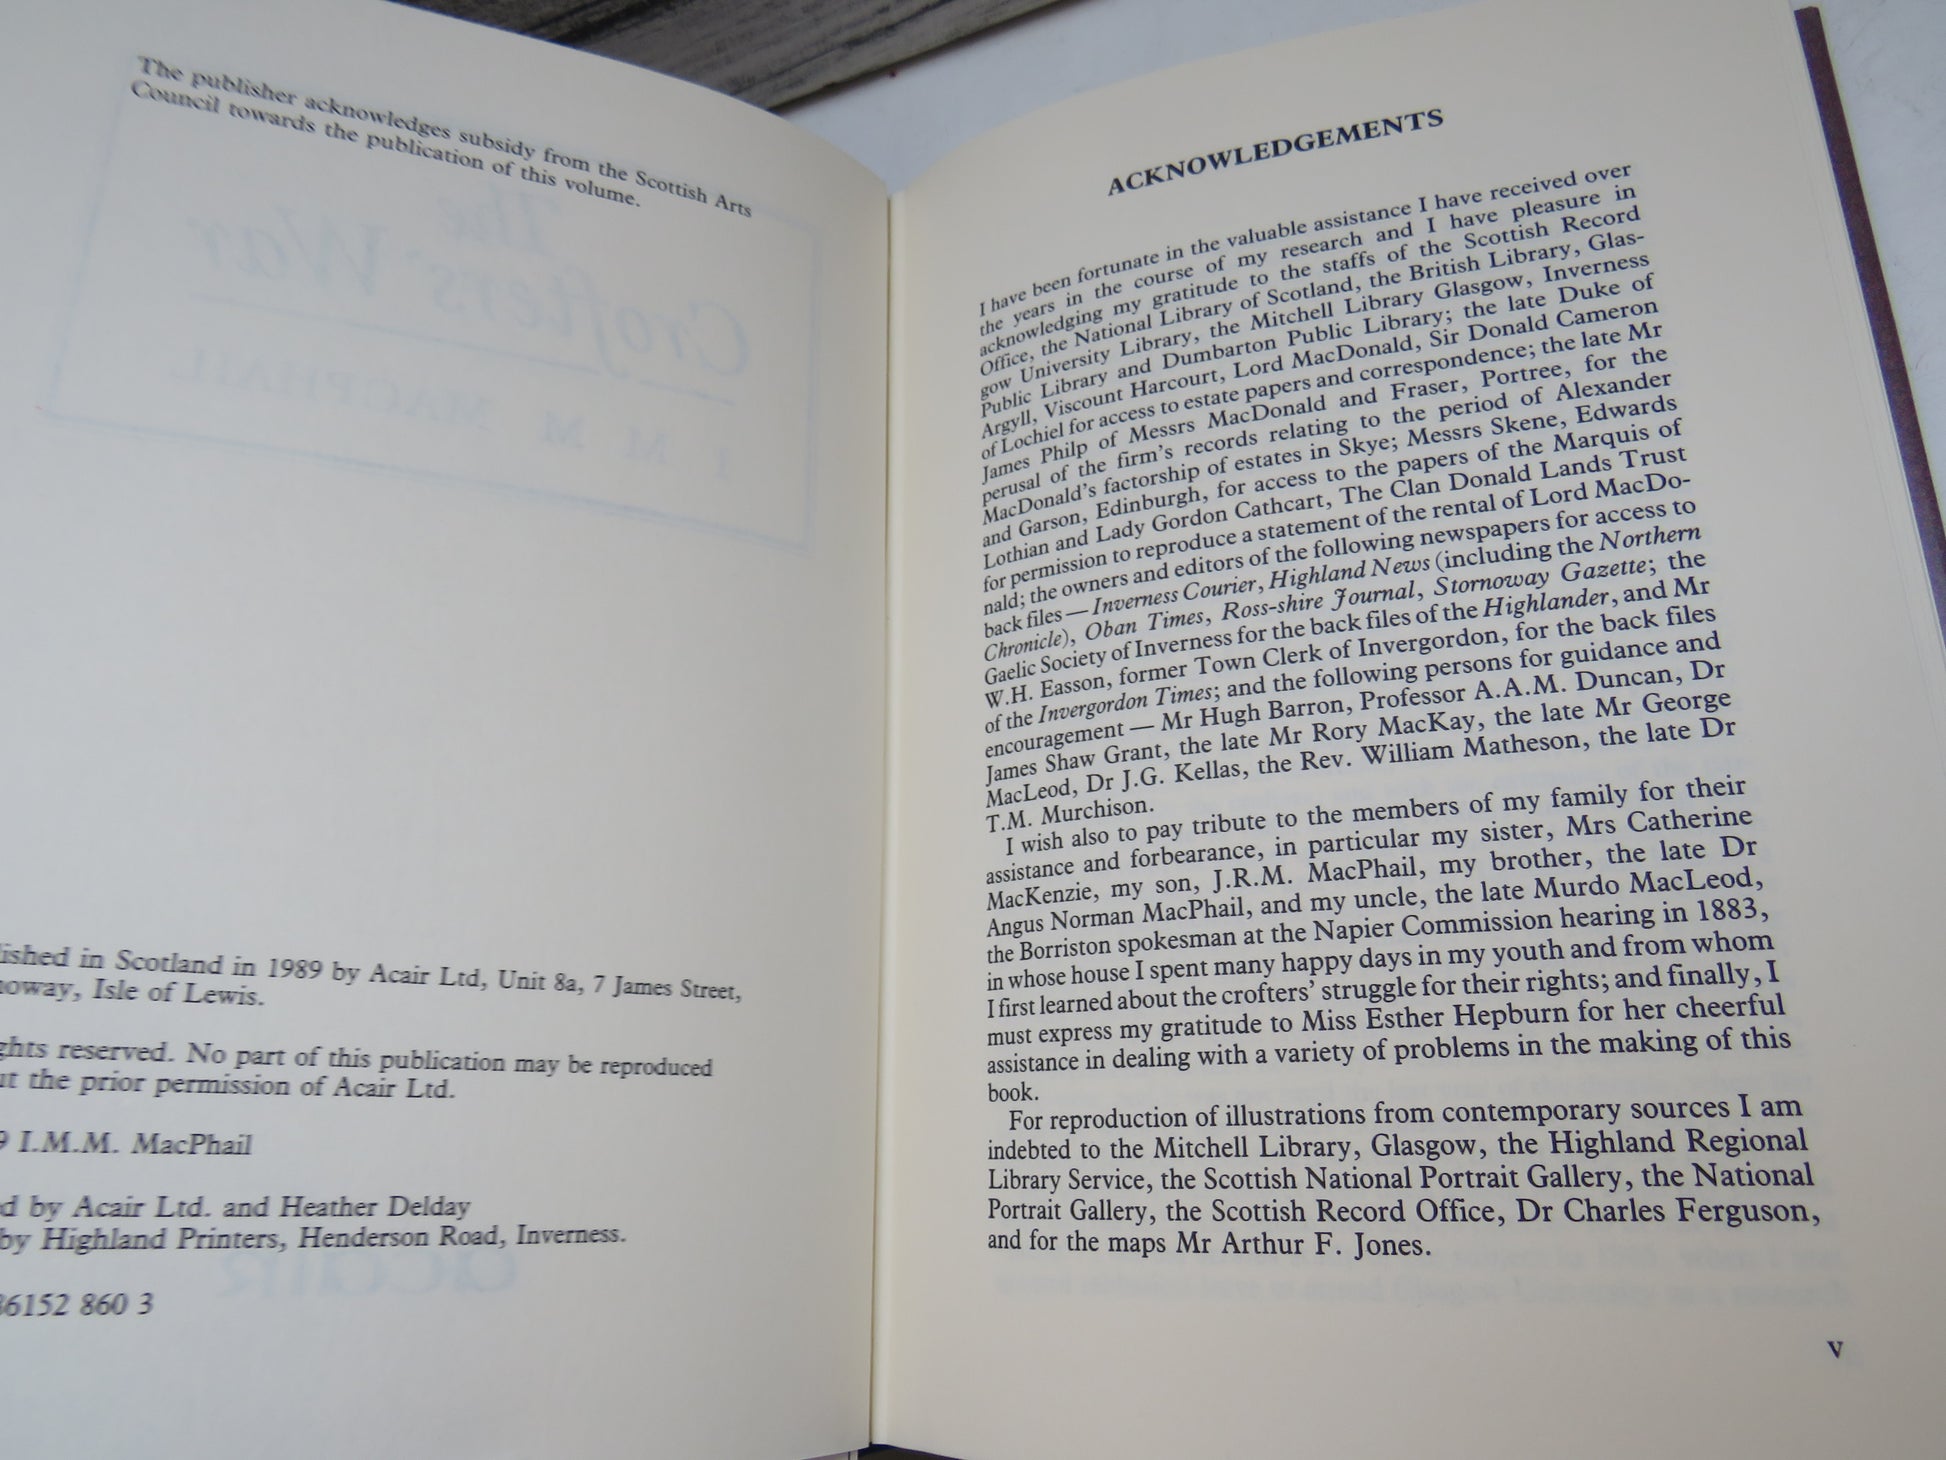 The publisher acknowledges subsidy from the Scottish Arts
Council towards the publication of this volume.
The
Crofters' War
M M MACPHAIL
in Scotland in 1989 by Acair Ltd, Unit 8a, 7 James Street,
Isle of Lewis.
reserved. No part of this publication may be reproduced
the prior permission of Acair Ltd.
I.M.M. MacPhail
by Acair Ltd. and Heather Delday
by Highland Printers, Henderson Road, Inverness.
860 3
acair
ACKNOWLEDGEMENTS
I have been fortunate in the valuable assistance I have received over
the years in the course of my research and I have pleasure in
acknowledging my gratitude to the staffs of the Scottish Record
Office, the National Library of Scotland, the British Library, Glas-
gow University Library, the Mitchell Library Glasgow, Inverness
Public Library and Dumbarton Public Library; the late Duke of
Argyll, Viscount Harcourt, Lord MacDonald, Sir Donald Cameron
of Lochiel for access to estate papers and correspondence; the late Mr
James Philp of Messrs MacDonald and Fraser, Portree, for the
perusal of the firm's records relating to the period of Alexander
MacDonald's factorship of estates in Skye; Messrs Skene, Edwards
and Garson, Edinburgh, for access to the papers of the Marquis of
Lothian and Lady Gordon Cathcart, The Clan Donald Lands Trust
for permission to reproduce a statement of the rental of Lord MacDo-
nald; the owners and editors of the following newspapers for access to
back files — Inverness Courier, Highland News (including the Northern
Chronicle), Oban Times, Ross-shire Journal, Stornoway Gazette; the
Gaelic Society of Inverness for the back files of the Highlander, and Mr
W.H. Easson, former Town Clerk of Invergordon, for the back files
of the Invergordon Times; and the following persons for guidance and
encouragement — Mr Hugh Barron, Professor A.A.M. Duncan, Dr
James Shaw Grant, the late Mr Rory MacKay, the late Mr George
MacLeod, Dr J.G. Kellas, the Rev. William Matheson, the late Dr
T.M. Murchison.
I wish also to pay tribute to the members of my family for their
assistance and forbearance, in particular my sister, Mrs Catherine
MacKenzie, my son, J.R.M. MacPhail, my brother, the late Dr
Angus Norman MacPhail, and my uncle, the late Murdo MacLeod,
the Borriston spokesman at the Napier Commission hearing in 1883,
in whose house I spent many happy days in my youth and from whom
I first learned about the crofters' struggle for their rights; and finally, I
must express my gratitude to Miss Esther Hepburn for her cheerful
assistance in dealing with a variety of problems in the making of this
book.
For reproduction of illustrations from contemporary sources I am
indebted to the Mitchell Library, Glasgow, the Highland Regional
Library Service, the Scottish National Portrait Gallery, the National
Portrait Gallery, the Scottish Record Office, Dr Charles Ferguson,
and for the maps Mr Arthur F. Jones.
v